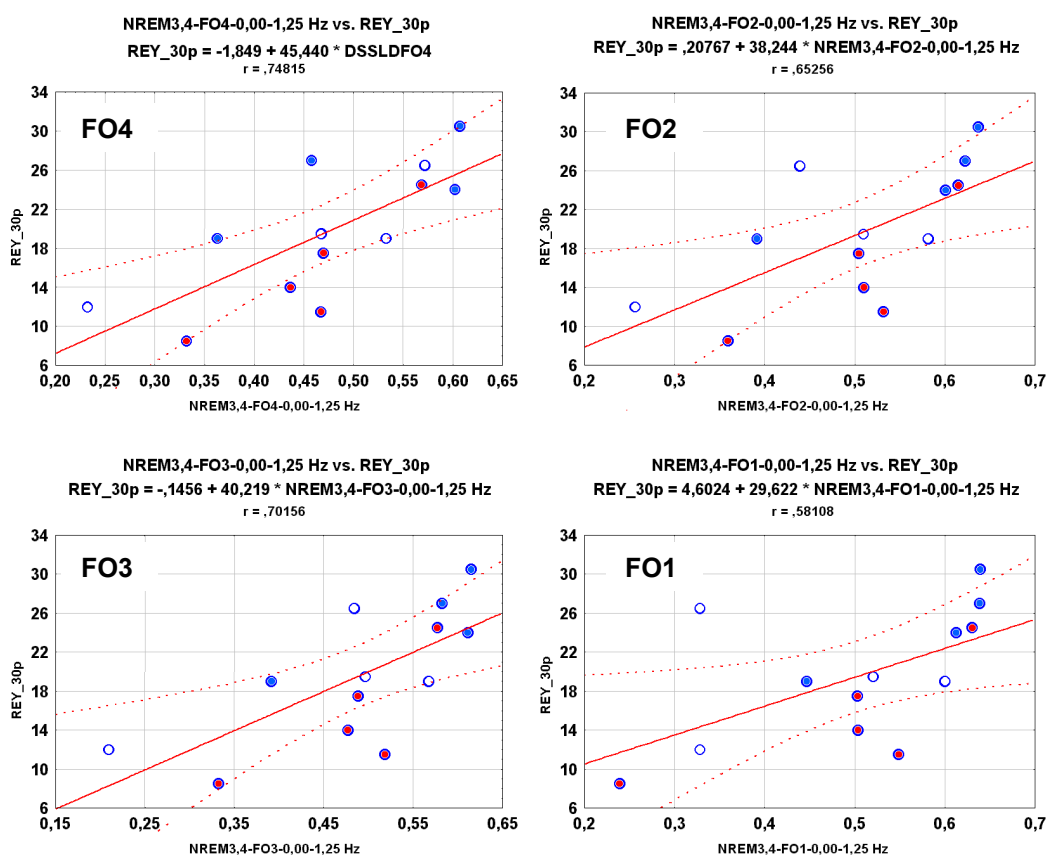 NREM3,4-FO4-0,00-1,25 Hz vs. REY_30p
REY_30p = -1,849 + 45,440 * DSSLDFO4
r = ,74815
34
30
26
22
18
14
10
6
FO4
REY_30p
0,20 0,25 0,30 0,35 0,40 0,45 0,50 0,55 0,60 0,65
NREM3,4-FO4-0,00-1,25 Hz
NREM3,4-FO2-0,00-1,25 Hz vs. REY_30p
REY_30p = ,20767 + 38,244 * NREM3,4-FO2-0,00-1,25 Hz
r = ,65256
34
30
26
22
18
14
10
6
FO2
REY_30p
0,2 0,3 0,4 0,5 0,6 0,7
NREM3,4-FO2-0,00-1,25 Hz
NREM3,4-FO3-0,00-1,25 Hz vs. REY_30p
REY_30p = -,1456 + 40,219 * NREM3,4-FO3-0,00-1,25 Hz
r = ,70156
34
30
26
22
18
14
10
6
FO3
REY_30p
0,15 0,25 0,35 0,45 0,55 0,65
NREM3,4-FO3-0,00-1,25 Hz
NREM3,4-FO1-0,00-1,25 Hz vs. REY_30p
REY_30p = 4,6024 + 29,622 * NREM3,4-FO1-0,00-1,25 Hz
r = ,58108
34
30
26
22
18
14
10
6
FO1
REY_30p
0,2 0,3 0,4 0,5 0,6 0,7
NREM3,4-FO1-0,00-1,25 Hz